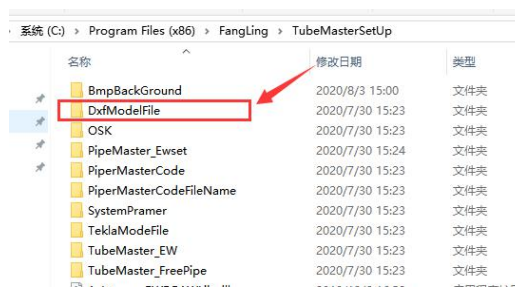 系统 (C:) › Program Files (x86) › FangLing › TubeMasterSetUp
名称 修改日期 类型
BmpBackGround 2020/8/3 15:00 文件夹
DxfModelFile 2020/7/30 15:23 文件夹
OSK 2020/7/30 15:23 文件夹
PipeMaster_Ewset 2020/7/30 15:24 文件夹
PiperMasterCode 2020/7/30 15:23 文件夹
PiperMasterCodeFileName 2020/7/30 15:23 文件夹
SystemPramer 2020/7/30 15:23 文件夹
TeklaModeFile 2020/7/30 15:23 文件夹
TubeMaster_EW 2020/7/30 15:23 文件夹
TubeMaster_FreePipe 2020/7/30 15:23 文件夹